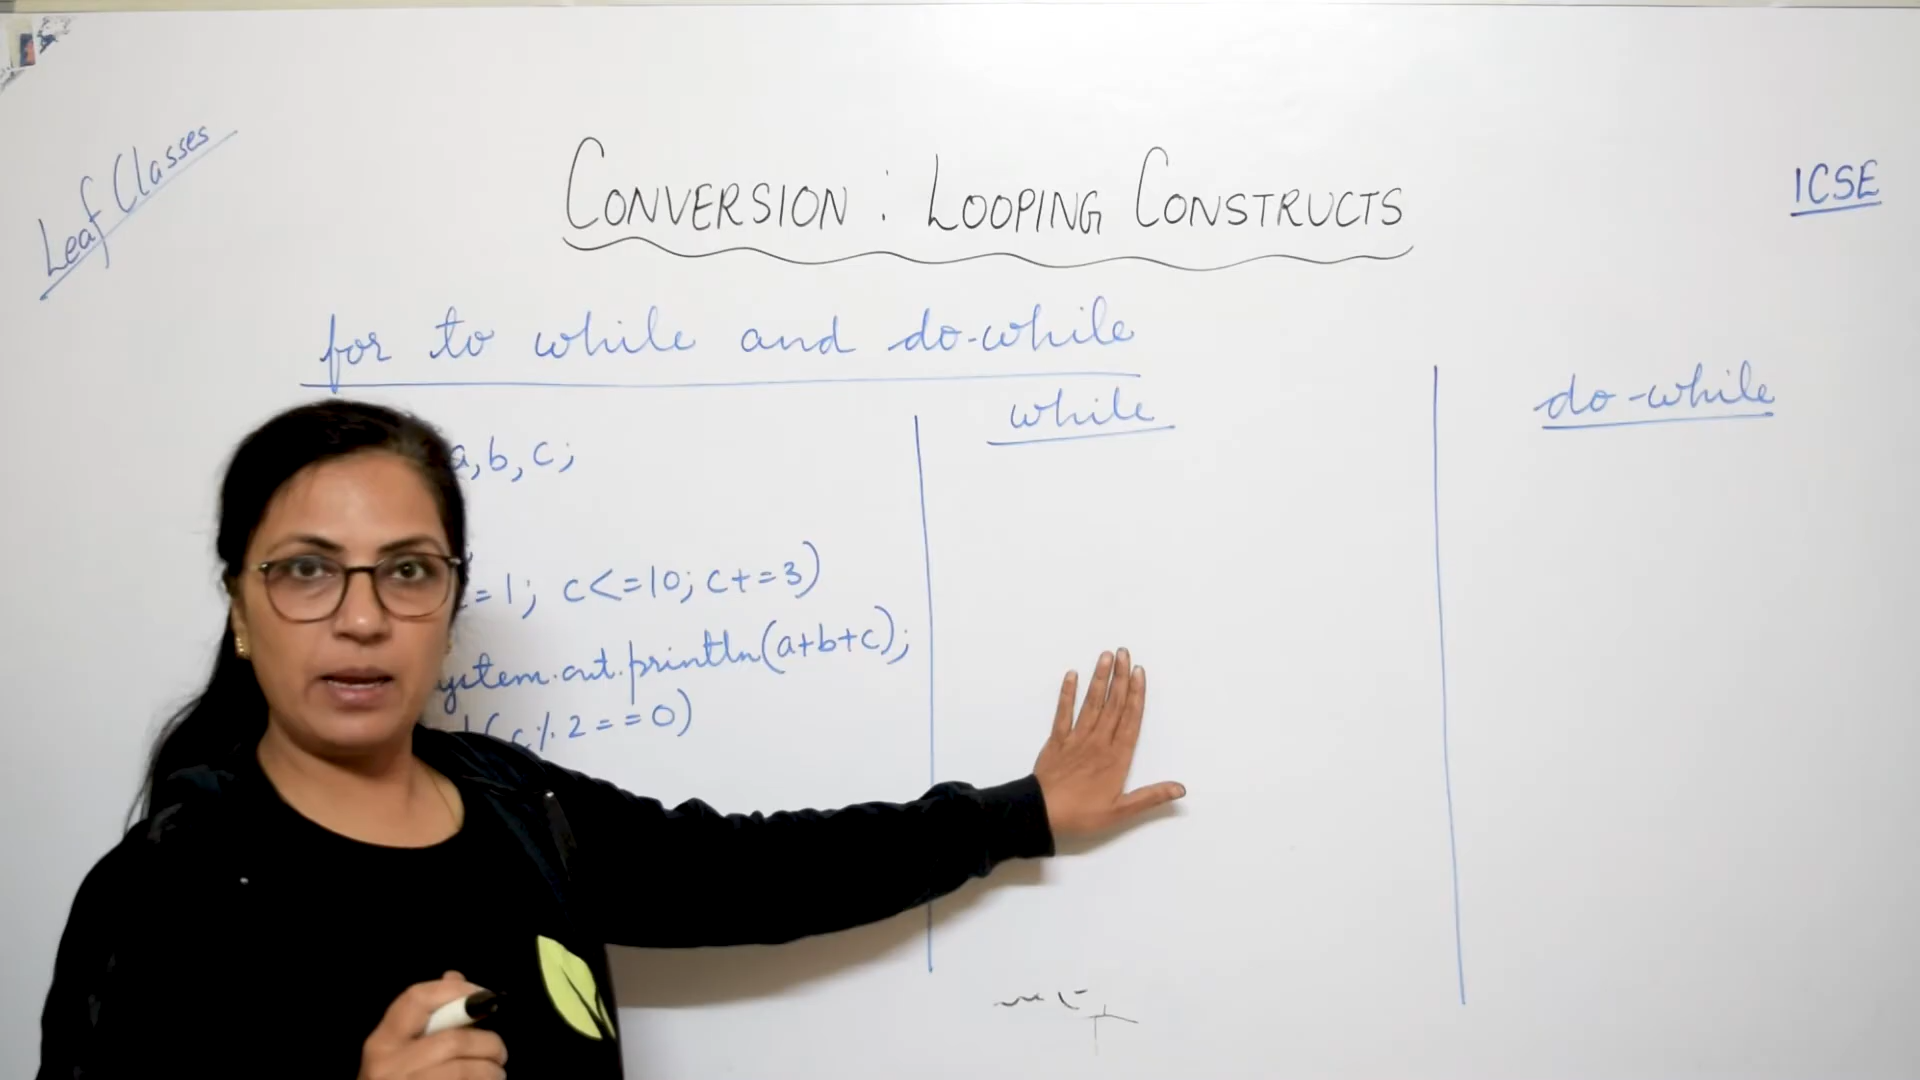 Leaf Classes
CONVERSION : LOOPING CONSTRUCTS
ICSE
for to while and do-while
a, b, c;
=1; c<=10; c+=3)
ystem.out.println(a+b+c);
(c%2==0)
while
do-while